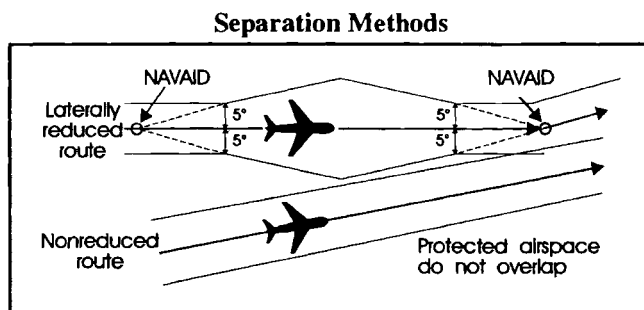 Separation Methods
NAVAID
NAVAID
Laterally
reduced
route
5°
5°
5°
5°
Nonreduced
route
Protected airspace
do not overlap